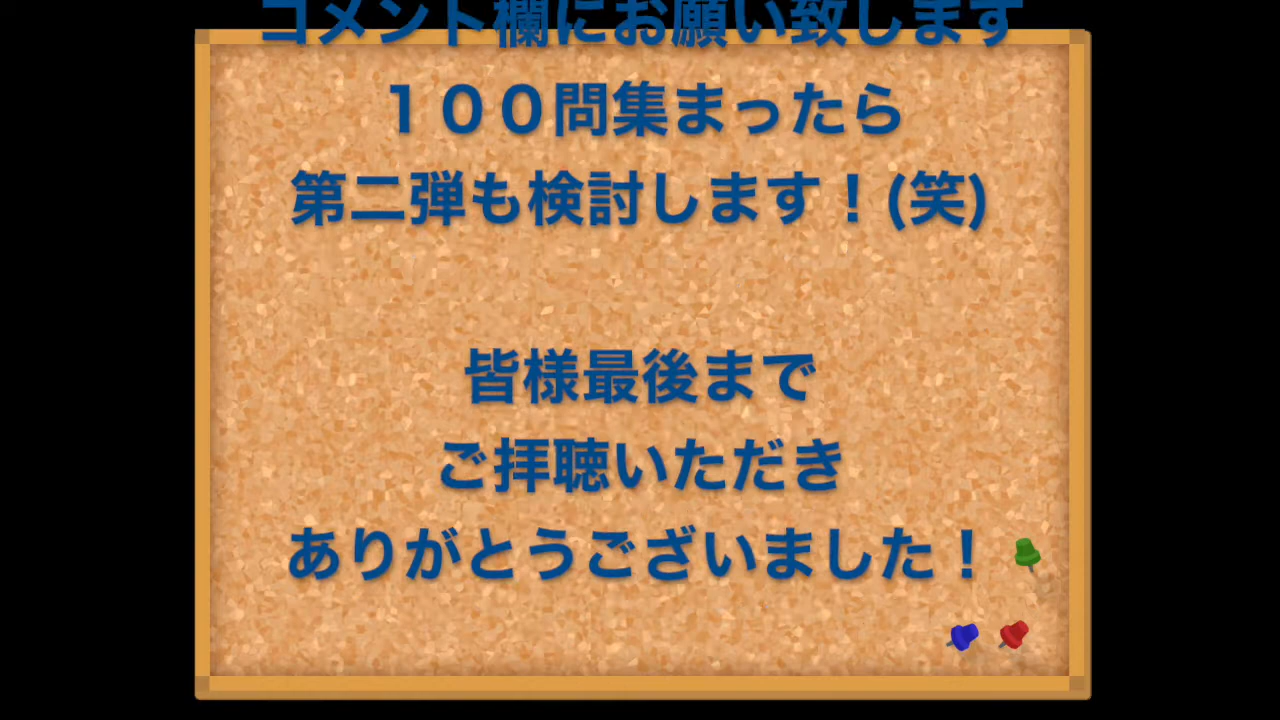 コメント欄にお願い致します
１００問集まったら
第二弾も検討します！(笑)
皆様最後まで
ご拝聴いただき
ありがとうございました！